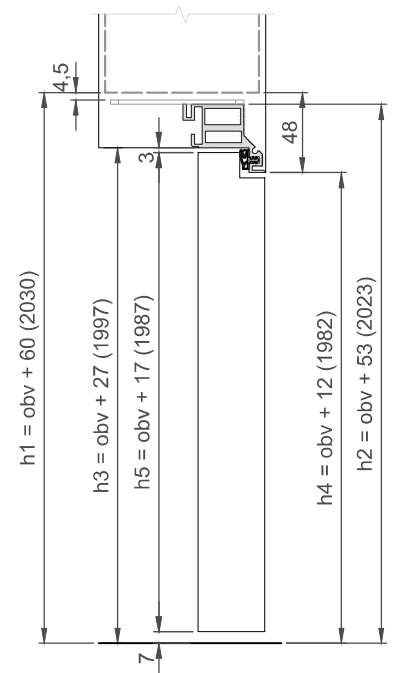 4,5
48
3
h1 = obv + 60 (2030)
h3 = obv + 27 (1997)
h5 = obv + 17 (1987)
h4 = obv + 12 (1982)
h2 = obv + 53 (2023)
7